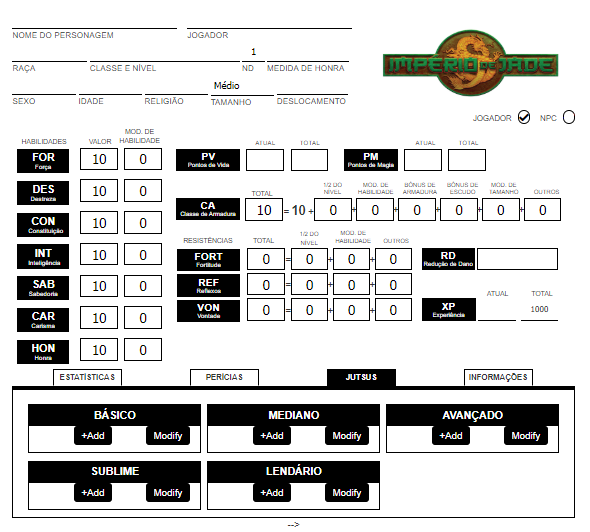 NOME DO PERSONAGEM JOGADOR
1
RAÇA CLASSE E NÍVEL ND MEDIDA DE HONRA
Médio
SEXO IDADE RELIGIÃO TAMANHO DESLOCAMENTO
IMPÉRIO DE JADE
JOGADOR NPC
HABILIDADES VALOR MOD. DE HABILIDADE
FOR Força 10 0
DES Destreza 10 0
CON Constituição 10 0
INT Inteligência 10 0
SAB Sabedoria 10 0
CAR Carisma 10 0
HON Honra 10 0
ATUAL TOTAL ATUAL TOTAL
PV Pontos de Vida PM Pontos de Magia
TOTAL 1/2 DO NÍVEL MOD. DE HABILIDADE BÔNUS DE ARMADURA BÔNUS DE ESCUDO MOD. DE TAMANHO OUTROS
CA Classe de Armadura 10 = 10 + 0 + 0 + 0 + 0 + 0 + 0
RESISTÊNCIAS TOTAL 1/2 DO NÍVEL MOD. DE HABILIDADE OUTROS
FORT Fortitude 0 = 0 + 0 + 0
REF Reflexos 0 = 0 + 0 + 0
VON Vontade 0 = 0 + 0 + 0
RD Redução de Dano
ATUAL TOTAL
XP Experiência 1000
ESTATÍSTICAS PERÍCIAS JUTSUS INFORMAÇÕES
BÁSICO MEDIANO AVANÇADO
+Add Modify +Add Modify +Add Modify
SUBLIME LENDÁRIO
+Add Modify +Add Modify
-->